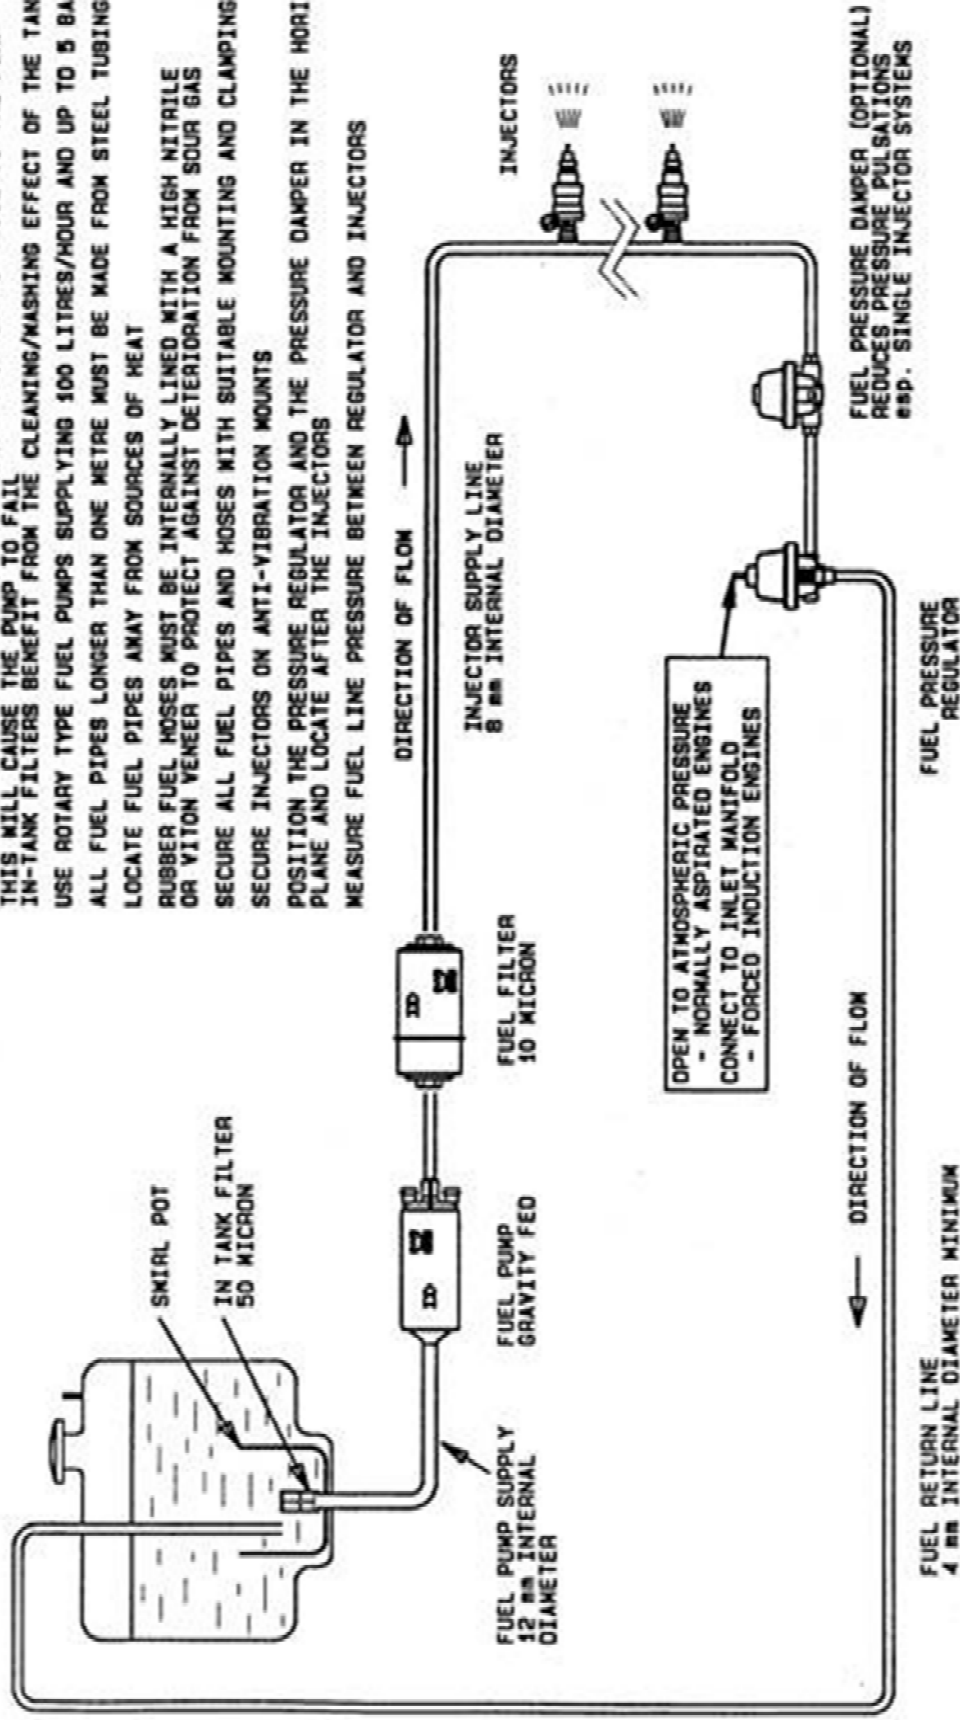 THIS WILL CAUSE THE PUMP TO FAIL
IN-TANK FILTERS BENEFIT FROM THE CLEANING/WASHING EFFECT OF THE TAN
USE ROTARY TYPE FUEL PUMPS SUPPLYING 100 LITRES/HOUR AND UP TO 5 BA
ALL FUEL PIPES LONGER THAN ONE METRE MUST BE MADE FROM STEEL TUBING
LOCATE FUEL PIPES AWAY FROM SOURCES OF HEAT
RUBBER FUEL HOSES MUST BE INTERNALLY LINED WITH A HIGH NITRILE
OR VITON VENEER TO PROTECT AGAINST DETERIORATION FROM SOUR GAS
SECURE ALL FUEL PIPES AND HOSES WITH SUITABLE MOUNTING AND CLAMPING
SECURE INJECTORS ON ANTI-VIBRATION MOUNTS
POSITION THE PRESSURE REGULATOR AND THE PRESSURE DAMPER IN THE HORI
PLANE AND LOCATE AFTER THE INJECTORS
MEASURE FUEL LINE PRESSURE BETWEEN REGULATOR AND INJECTORS
SWIRL POT
IN TANK FILTER
50 MICRON
DIRECTION OF FLOW
INJECTORS
FUEL PUMP SUPPLY
12 mm INTERNAL
DIAMETER
FUEL PUMP
GRAVITY FED
FUEL FILTER
10 MICRON
INJECTOR SUPPLY LINE
8 mm INTERNAL DIAMETER
OPEN TO ATMOSPHERIC PRESSURE
- NORMALLY ASPIRATED ENGINES
CONNECT TO INLET MANIFOLD
- FORCED INDUCTION ENGINES
DIRECTION OF FLOW
FUEL PRESSURE DAMPER (OPTIONAL)
REDUCES PRESSURE PULSATIONS
esp. SINGLE INJECTOR SYSTEMS
FUEL RETURN LINE
4 mm INTERNAL DIAMETER MINIMUM
FUEL PRESSURE
REGULATOR